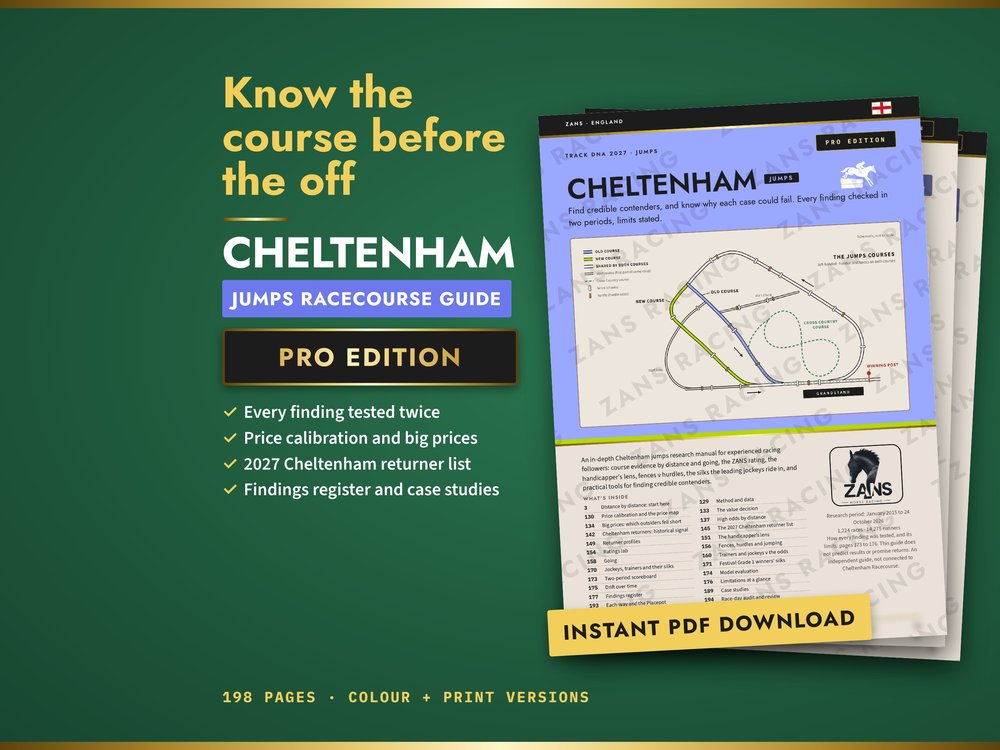 Know the
course before
the off
CHELTENHAM
JUMPS RACECOURSE GUIDE
PRO EDITION
Every finding tested twice
Price calibration and big prices
2027 Cheltenham returner list
Findings register and case studies
198 PAGES · COLOUR + PRINT VERSIONS
ZANS · ENGLAND
PRO EDITION
TRACK DNA 2027 · JUMPS
CHELTENHAM JUMPS
Find credible contenders, and know why each case could fail. Every finding checked in
two periods, limits stated.
OLD COURSE
NEW COURSE
SHARED BY BOTH COURSES
THE JUMPS COURSES
OLD COURSE
NEW COURSE
CROSS COUNTRY
COURSE
WINNING POST
GRANDSTAND
An in-depth Cheltenham jumps research manual for experienced racing
followers: course evidence by distance and going, the ZANS rating, the
handicapper's lens, fences v hurdles, the silks the leading jockeys ride in, and
practical tools for finding credible contenders.
WHAT'S INSIDE
3 Distance by distance: start here
130 Price calibration and the price map
134 Big prices: which outsiders fell short
142 Cheltenham returners: historical signal
149 Returner profiles
154 Ratings lab
158 Going
170 Jockeys, trainers and their silks
173 Two-period scoreboard
175 Drift over time
177 Findings register
193 Each-way and the Placepot
129 Method and data
133 The value decision
137 High odds by distance
145 The 2027 Cheltenham returner list
151 The handicapper's lens
156 Fences, hurdles and jumping
160 Trainers and jockeys v the odds
171 Festival Grade 1 winners' silks
174 Model evaluation
176 Limitations at a glance
189 Case studies
194 Race-day audit and review
ZANS
HORSE RACING
Research period: January 2015 to 24
October 2026
1,224 races · 14,275 runners
How every finding was tested, and its
limits: pages 173 to 176. This guide does
not predict results or promise returns. An
independent guide, not connected to
Cheltenham Racecourse.
INSTANT PDF DOWNLOAD
ZANS RACING